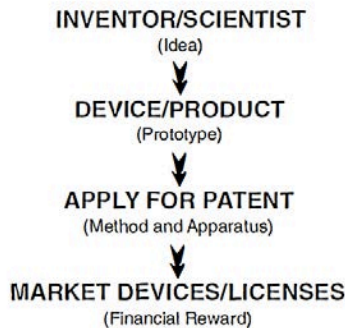 INVENTOR/SCIENTIST
(Idea)
DEVICE/PRODUCT
(Prototype)
APPLY FOR PATENT
(Method and Apparatus)
MARKET DEVICES/LICENSES
(Financial Reward)